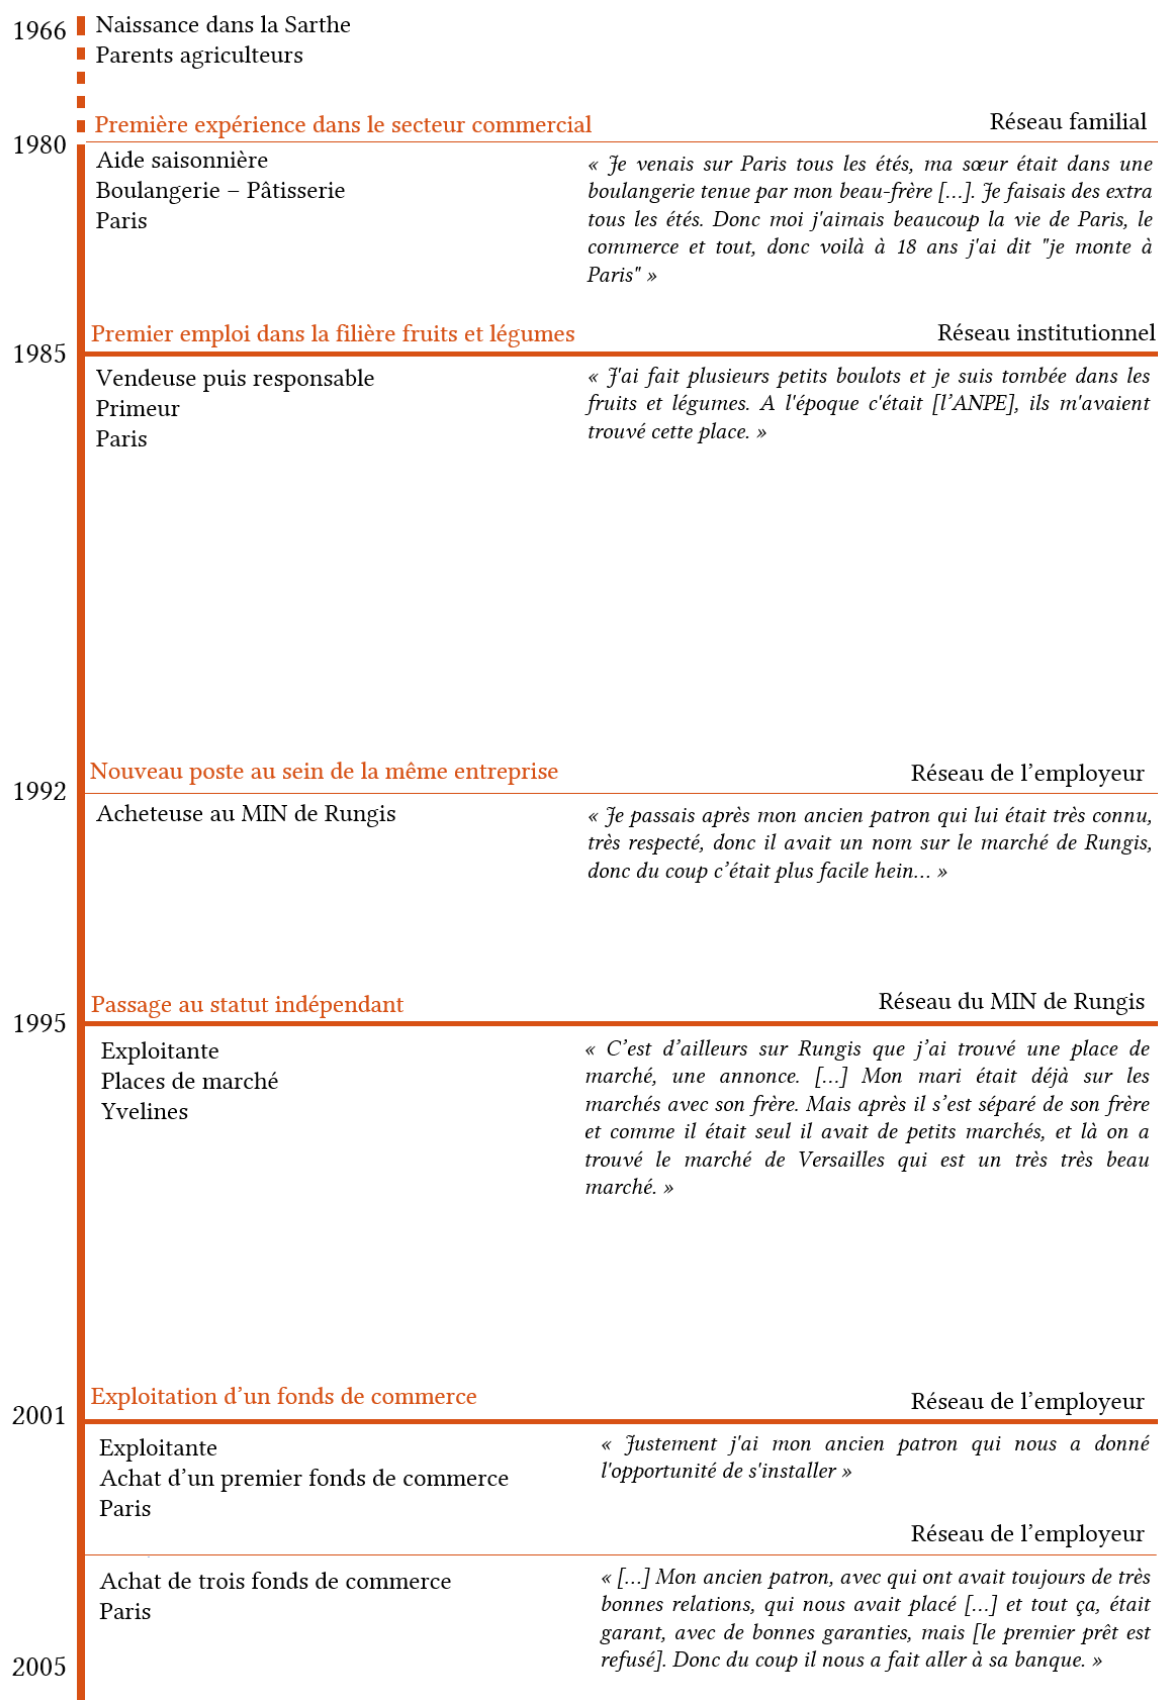 1966
Naissance dans la Sarthe
Parents agriculteurs
Première expérience dans le secteur commercial
Réseau familial
1980
Aide saisonnière
Boulangerie – Pâtisserie
Paris
« Je venais sur Paris tous les étés, ma sœur était dans une
boulangerie tenue par mon beau-frère [...]. Je faisais des extra
tous les étés. Donc moi j'aimais beaucoup la vie de Paris, le
commerce et tout, donc voilà à 18 ans j'ai dit "je monte à
Paris" »
Premier emploi dans la filière fruits et légumes
Réseau institutionnel
1985
Vendeuse puis responsable
Primeur
Paris
« J'ai fait plusieurs petits boulots et je suis tombée dans les
fruits et légumes. A l'époque c'était [l’ANPE], ils m'avaient
trouvé cette place. »
Nouveau poste au sein de la même entreprise
Réseau de l’employeur
1992
Acheteuse au MIN de Rungis
« Je passais après mon ancien patron qui lui était très connu,
très respecté, donc il avait un nom sur le marché de Rungis,
donc du coup c’était plus facile hein... »
Passage au statut indépendant
Réseau du MIN de Rungis
1995
Exploitante
Places de marché
Yvelines
« C’est d’ailleurs sur Rungis que j’ai trouvé une place de
marché, une annonce. [...] Mon mari était déjà sur les
marchés avec son frère. Mais après il s’est séparé de son frère
et comme il était seul il avait de petits marchés, et là on a
trouvé le marché de Versailles qui est un très très beau
marché. »
Exploitation d’un fonds de commerce
Réseau de l’employeur
2001
Exploitante
Achat d’un premier fonds de commerce
Paris
« Justement j'ai mon ancien patron qui nous a donné
l'opportunité de s'installer »
Réseau de l’employeur
Achat de trois fonds de commerce
Paris
« [...] Mon ancien patron, avec qui ont avait toujours de très
bonnes relations, qui nous avait placé [...] et tout ça, était
garant, avec de bonnes garanties, mais [le premier prêt est
refusé]. Donc du coup il nous a fait aller à sa banque. »
2005